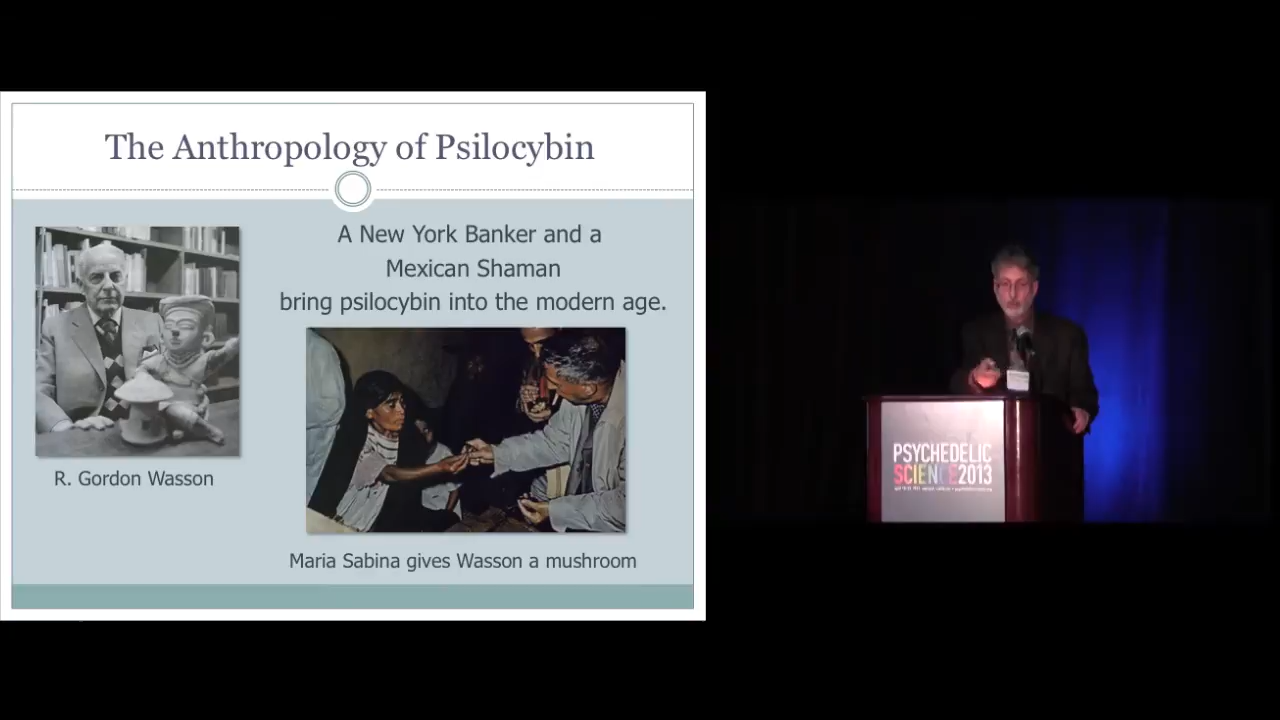 The Anthropology of Psilocybin
A New York Banker and a
Mexican Shaman
bring psilocybin into the modern age.
R. Gordon Wasson
Maria Sabina gives Wasson a mushroom
PSYCHEDELIC
SCIENCE2013